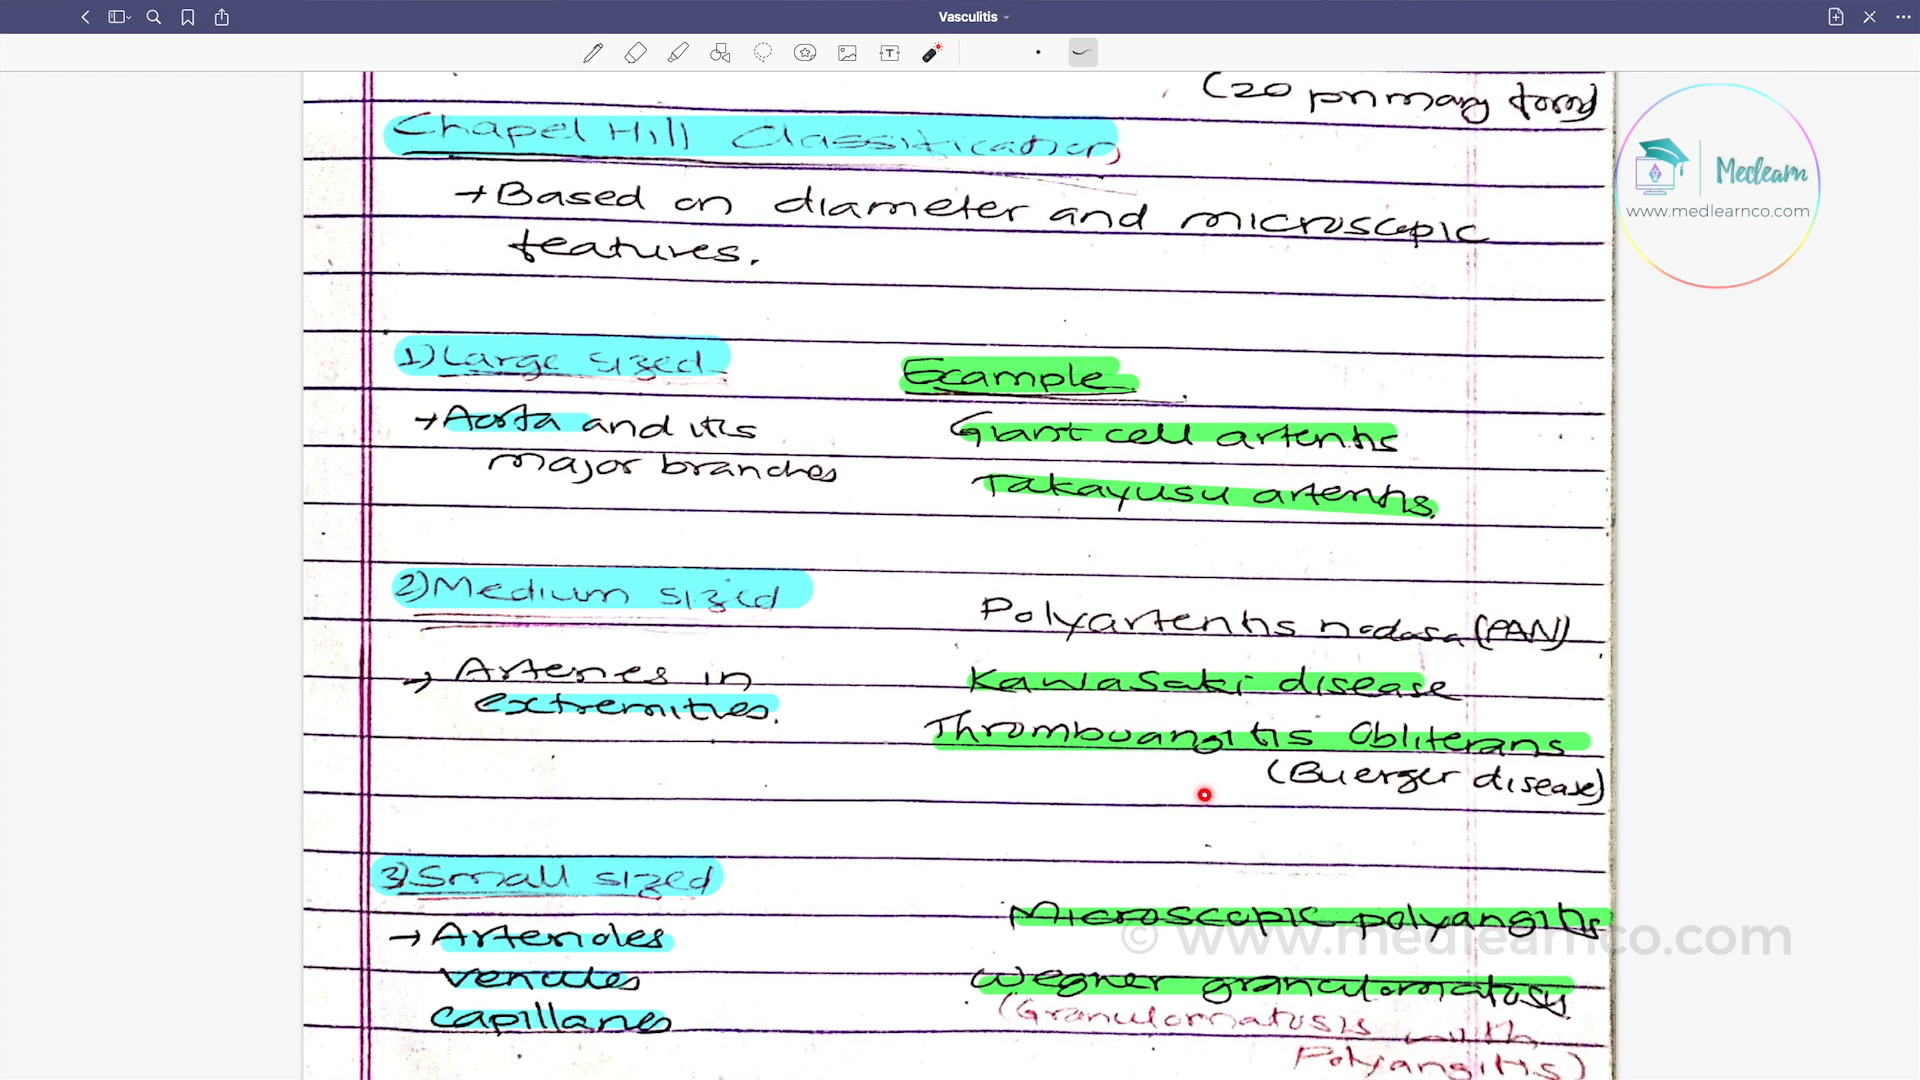 Vasculitis
(20 primary forms)
Chapel Hill Classification
→ Based on diameter and microscopic
features.
1) Large sized
Example
→ Aorta and its
major branches
Giant cell arteritis
Takayusu arteritis.
2) Medium sized
Polyarteritis nodosa (PAN)
→ Arteries in
extremities.
Kawasaki disease
Thrombuangitis Obliterans
(Buerger disease)
3) Small sized
→ Arterioles
venules
capillaries
Microscopic polyangitis
Wegner granulomatosy.
(Granulomatosis with
Polyangitis)
Medlearn
www.medlearnco.com
© www.medlearnco.com